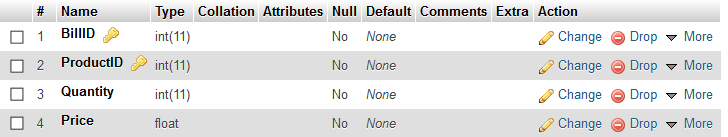 # Name Type Collation Attributes Null Default Comments Extra Action
1 BillID int(11) No None Change Drop More
2 ProductID int(11) No None Change Drop More
3 Quantity int(11) No None Change Drop More
4 Price float No None Change Drop More